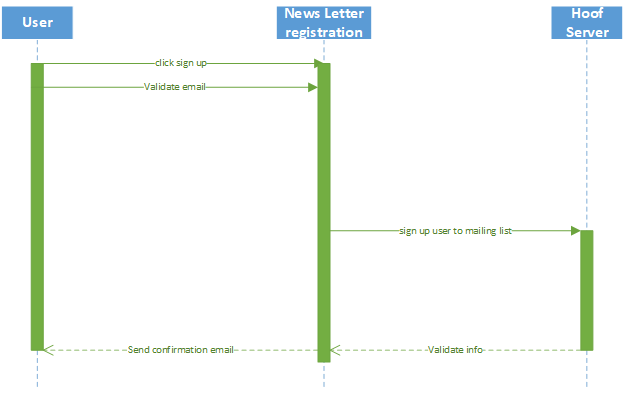 User
News Letter
registration
Hoof
Server
click sign up
Validate email
sign up user to mailing list
Send confirmation email
Validate info